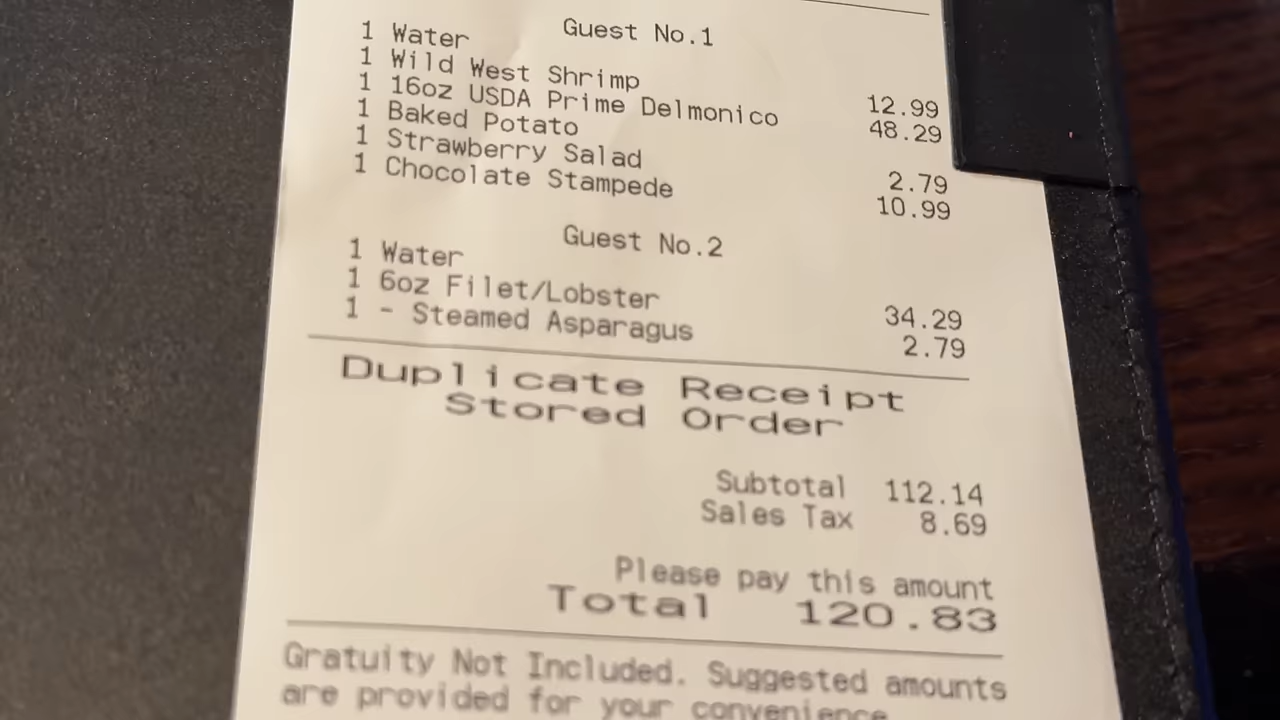 Guest No.1
1 Water
1 Wild West Shrimp 12.99
1 16oz USDA Prime Delmonico 48.29
1 Baked Potato
1 Strawberry Salad 2.79
1 Chocolate Stampede 10.99
Guest No.2
1 Water
1 6oz Filet/Lobster 34.29
1 - Steamed Asparagus 2.79
Duplicate Receipt
Stored Order
Subtotal 112.14
Sales Tax 8.69
Please pay this amount
Total 120.83
Gratuity Not Included. Suggested amounts
are provided for your convenience